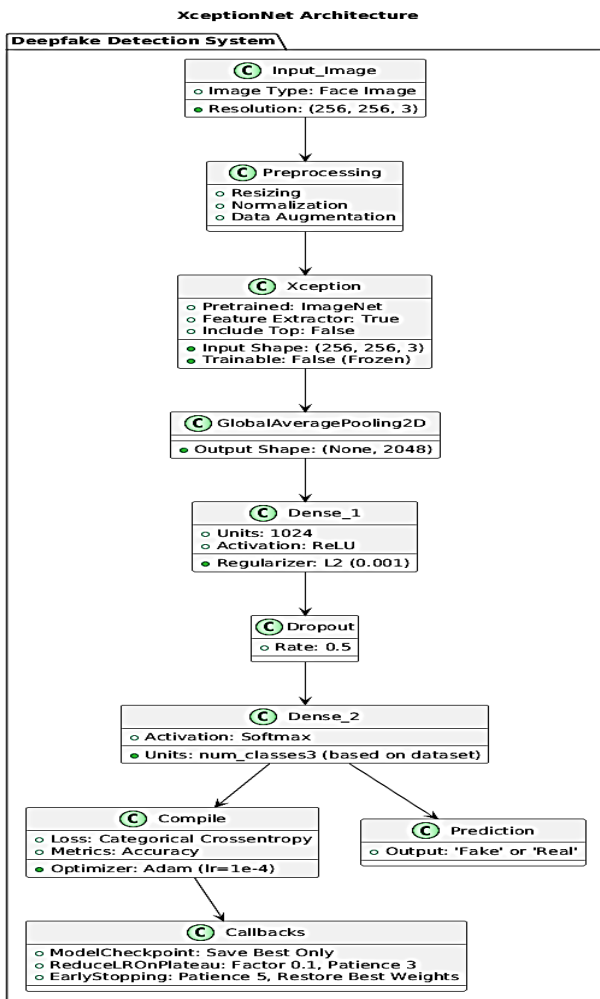 XceptionNet Architecture
Deepfake Detection System
C Input_Image
Image Type: Face Image
Resolution: (256, 256, 3)
C Preprocessing
Resizing
Normalization
Data Augmentation
C Xception
Pretrained: ImageNet
Feature Extractor: True
Include Top: False
Input Shape: (256, 256, 3)
Trainable: False (Frozen)
C GlobalAveragePooling2D
Output Shape: (None, 2048)
C Dense_1
Units: 1024
Activation: ReLU
Regularizer: L2 (0.001)
C Dropout
Rate: 0.5
C Dense_2
Activation: Softmax
Units: num_classes3 (based on dataset)
C Compile
Loss: Categorical Crossentropy
Metrics: Accuracy
Optimizer: Adam (lr=1e-4)
C Prediction
Output: 'Fake' or 'Real'
C Callbacks
ModelCheckpoint: Save Best Only
ReduceLROnPlateau: Factor 0.1, Patience 3
EarlyStopping: Patience 5, Restore Best Weights